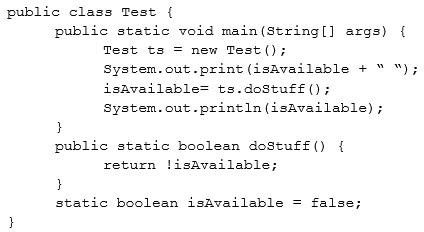 public class Test {
public static void main(String[] args) {
Test ts = new Test();
System.out.print(isAvailable + “ “);
isAvailable= ts.doStuff();
System.out.println(isAvailable);
}
public static boolean doStuff() {
return !isAvailable;
}
static boolean isAvailable = false;
}